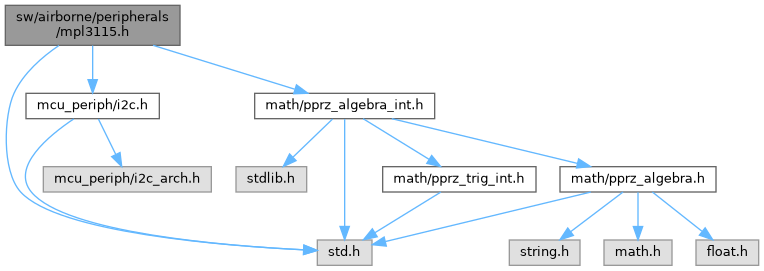 sw/airborne/peripherals
/mpl3115.h
mcu_periph/i2c.h
math/pprz_algebra_int.h
mcu_periph/i2c_arch.h
stdlib.h
math/pprz_trig_int.h
math/pprz_algebra.h
std.h
string.h
math.h
float.h